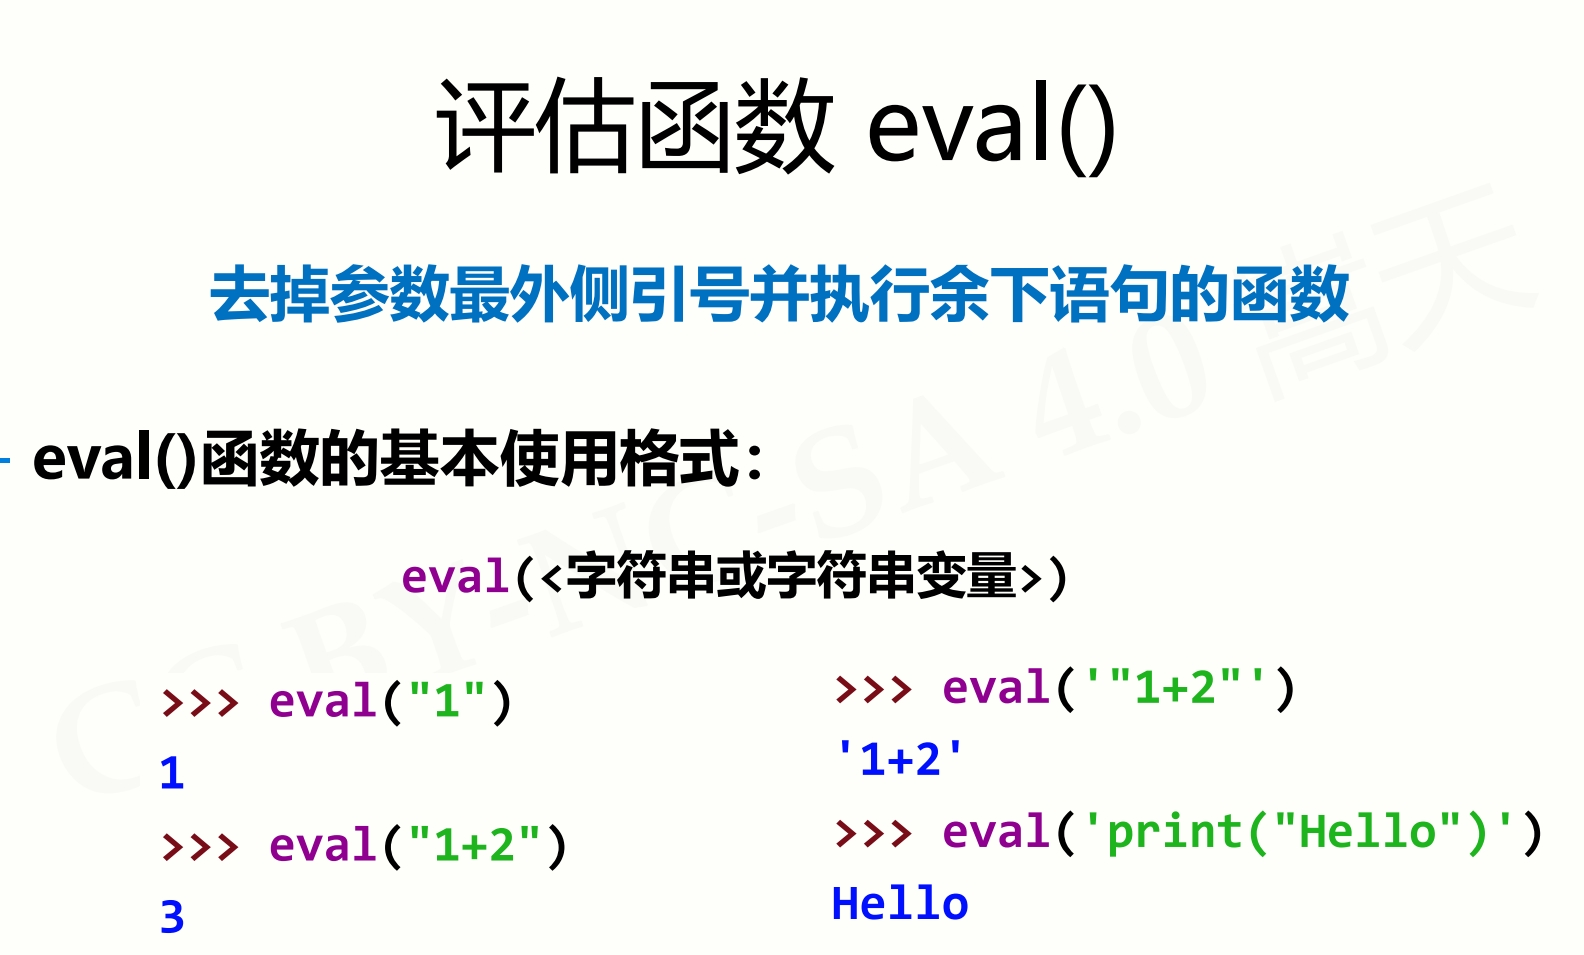 评估函数 eval()
去掉参数最外侧引号并执行余下语句的函数
- eval()函数的基本使用格式：
eval(<字符串或字符串变量>)
>>> eval("1")
1
>>> eval("1+2")
3
>>> eval('"1+2"')
'1+2'
>>> eval('print("Hello")')
Hello
CC BY-NC-SA 4.0 嵩天